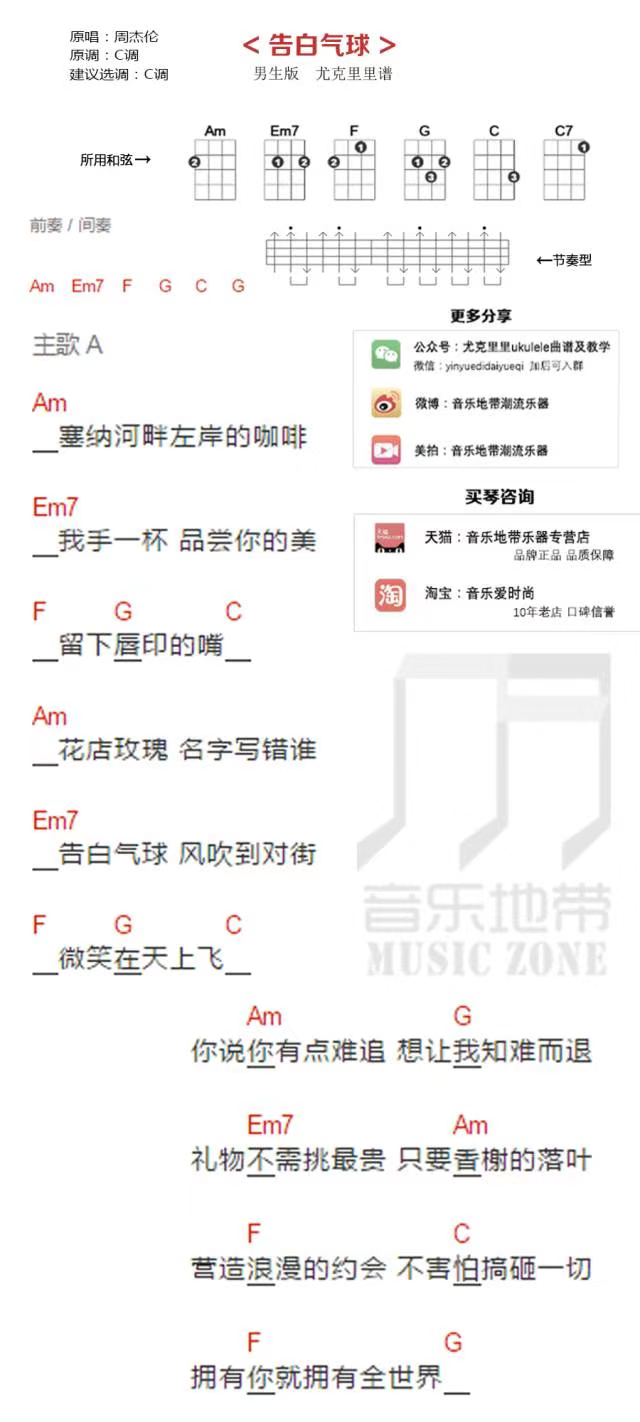 原唱：周杰伦
原调：C调
建议选调：C调
< 告白气球 >
男生版 尤克里里谱
所用和弦→
Am Em7 F G C C7
2
1 2
2 1
1 2 3
3
1
前奏 / 间奏
←节奏型
Am Em7 F G C G
更多分享
公众号：尤克里里ukulele曲谱及教学
微信：yinyuedidaiyueqi 加后可入群
微博：音乐地带潮流乐器
美拍：音乐地带潮流乐器
买琴咨询
天猫：音乐地带乐器专营店
品牌正品 品质保障
淘
淘宝：音乐爱时尚
10年老店 口碑信誉
主歌 A
Am
__塞纳河畔左岸的咖啡
Em7
__我手一杯 品尝你的美
F G C
__留下唇印的嘴__
Am
__花店玫瑰 名字写错谁
Em7
__告白气球 风吹到对街
F G C
__微笑在天上飞__
音乐地带
MUSIC ZONE
Am G
你说你有点难追 想让我知难而退
Em7 Am
礼物不需挑最贵 只要香榭的落叶
F C
营造浪漫的约会 不害怕搞砸一切
F G
拥有你就拥有全世界__